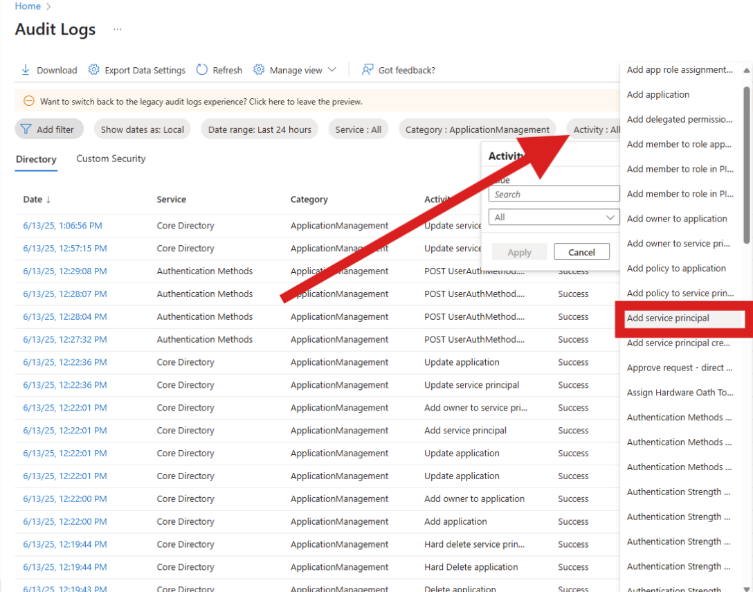 Home >
Audit Logs ...
Download Export Data Settings Refresh Manage view Got feedback?
Want to switch back to the legacy audit logs experience? Click here to leave the preview.
Add filter Show dates as: Local Date range: Last 24 hours Service : All Category : ApplicationManagement Activity : All
Directory Custom Security
Date ↓ Service Category
6/13/25, 1:06:56 PM Core Directory ApplicationManagement Update service
6/13/25, 12:57:15 PM Core Directory Update service
6/13/25, 12:29:08 PM Authentication Methods ApplicationManagement POST Success
6/13/25, 12:28:07 PM Authentication Methods ApplicationManagement POST UserAuthMethod.... Success
6/13/25, 12:28:04 PM Authentication Methods ApplicationManagement POST UserAuthMethod.... Success
6/13/25, 12:27:32 PM Authentication Methods ApplicationManagement POST UserAuthMethod.... Success
6/13/25, 12:22:36 PM Core Directory ApplicationManagement Update application Success
6/13/25, 12:22:36 PM Core Directory ApplicationManagement Update service principal Success
6/13/25, 12:22:01 PM Core Directory ApplicationManagement Add owner to service pri... Success
6/13/25, 12:22:01 PM Core Directory ApplicationManagement Add service principal Success
6/13/25, 12:22:01 PM Core Directory ApplicationManagement Update application Success
6/13/25, 12:22:01 PM Core Directory ApplicationManagement Update application Success
6/13/25, 12:22:00 PM Core Directory ApplicationManagement Add owner to application Success
6/13/25, 12:22:00 PM Core Directory ApplicationManagement Add application Success
6/13/25, 12:19:44 PM Core Directory ApplicationManagement Hard delete service prin... Success
6/13/25, 12:19:44 PM Core Directory ApplicationManagement Hard Delete application Success
6/13/25, 12:19:43 PM Core Directory ApplicationManagement Delete application Success
Activity
Search
All
Apply Cancel
Add app role assignment...
Add application
Add delegated permissio...
Add member to role app...
Add member to role in PI...
Add member to role in PI...
Add owner to application
Add owner to service pri...
Add policy to application
Add policy to service prin...
Add service principal
Add service principal cre...
Approve request - direct ...
Assign Hardware Oath To...
Authentication Methods ...
Authentication Methods ...
Authentication Methods ...
Authentication Strength ...
Authentication Strength ...
Authentication Strength ...
Authentication Strength ...
Authentication Strength ...